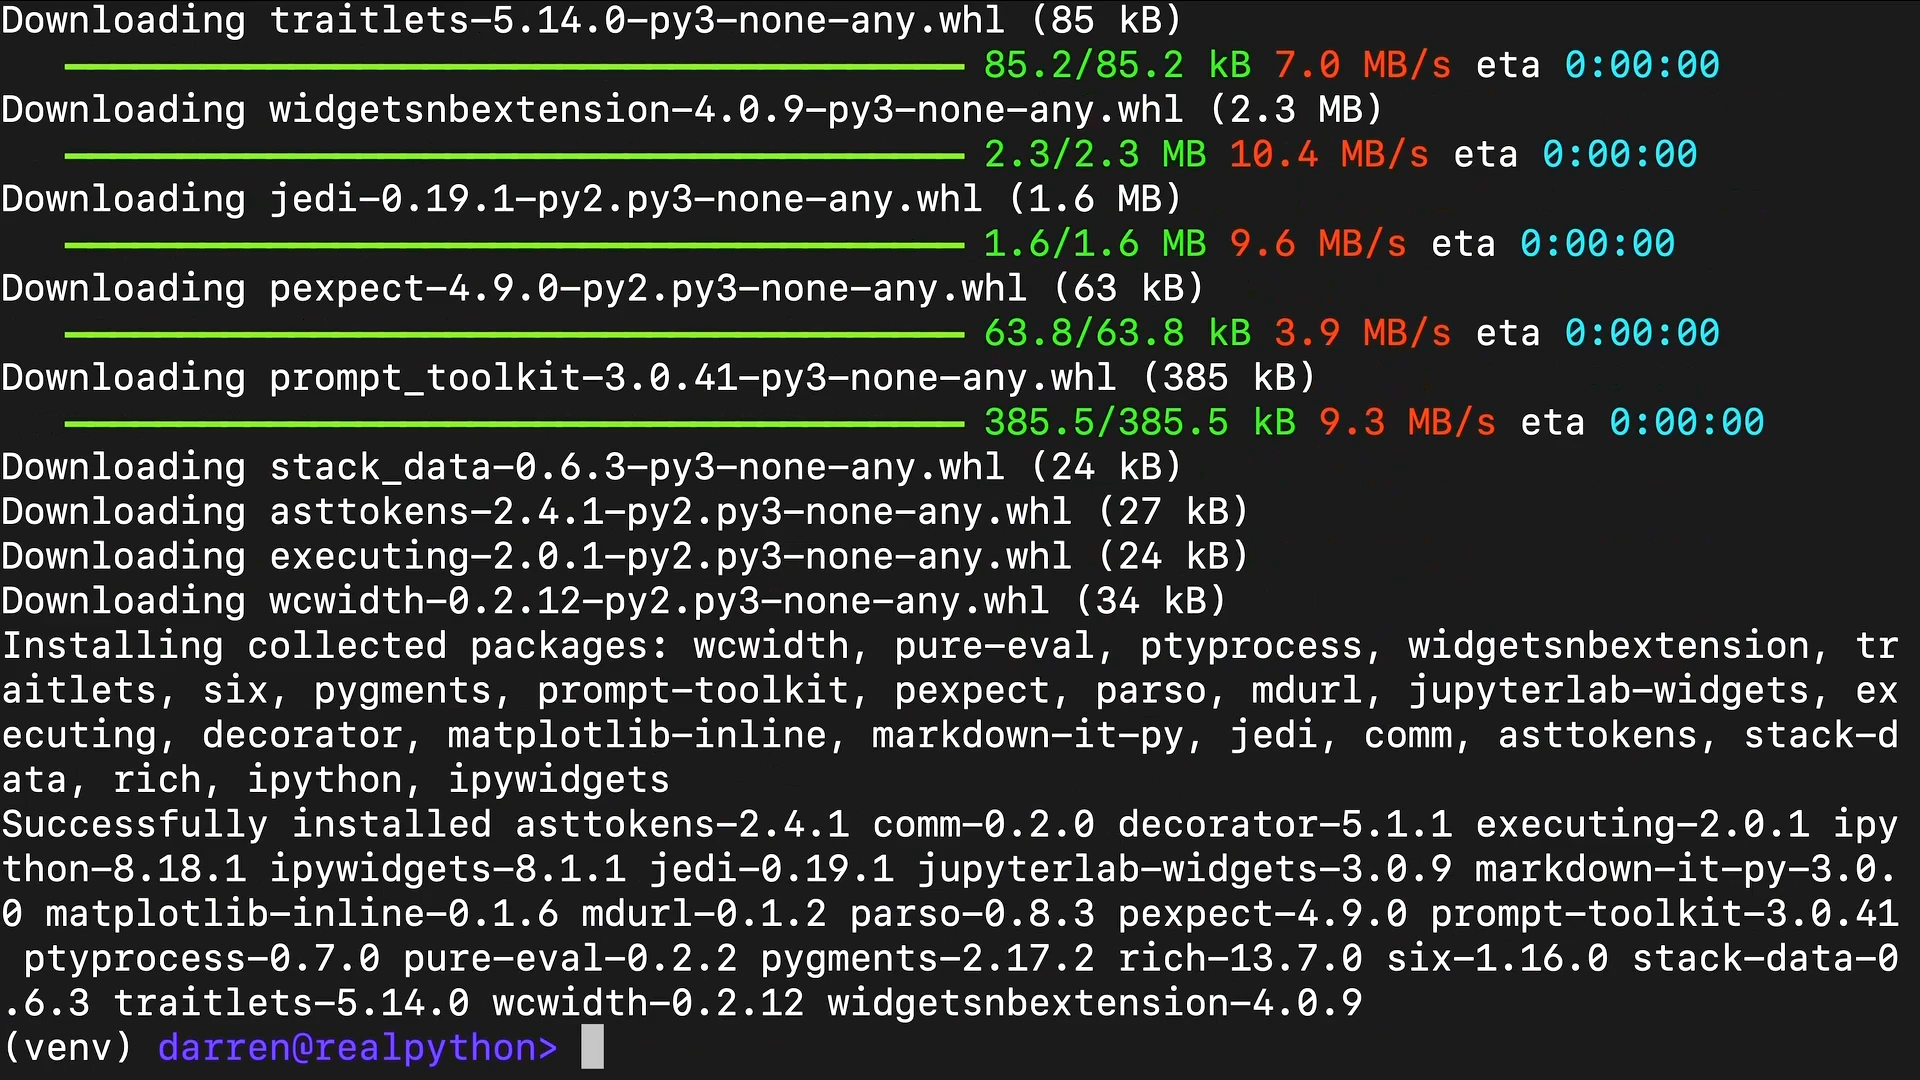 Downloading traitlets-5.14.0-py3-none-any.whl (85 kB)
85.2/85.2 kB 7.0 MB/s eta 0:00:00
Downloading widgetsnbextension-4.0.9-py3-none-any.whl (2.3 MB)
2.3/2.3 MB 10.4 MB/s eta 0:00:00
Downloading jedi-0.19.1-py2.py3-none-any.whl (1.6 MB)
1.6/1.6 MB 9.6 MB/s eta 0:00:00
Downloading pexpect-4.9.0-py2.py3-none-any.whl (63 kB)
63.8/63.8 kB 3.9 MB/s eta 0:00:00
Downloading prompt_toolkit-3.0.41-py3-none-any.whl (385 kB)
385.5/385.5 kB 9.3 MB/s eta 0:00:00
Downloading stack_data-0.6.3-py3-none-any.whl (24 kB)
Downloading asttokens-2.4.1-py2.py3-none-any.whl (27 kB)
Downloading executing-2.0.1-py2.py3-none-any.whl (24 kB)
Downloading wcwidth-0.2.12-py2.py3-none-any.whl (34 kB)
Installing collected packages: wcwidth, pure-eval, ptyprocess, widgetsnbextension, tr
aitlets, six, pygments, prompt-toolkit, pexpect, parso, mdurl, jupyterlab-widgets, ex
ecuting, decorator, matplotlib-inline, markdown-it-py, jedi, comm, asttokens, stack-d
ata, rich, ipython, ipywidgets
Successfully installed asttokens-2.4.1 comm-0.2.0 decorator-5.1.1 executing-2.0.1 ipy
thon-8.18.1 ipywidgets-8.1.1 jedi-0.19.1 jupyterlab-widgets-3.0.9 markdown-it-py-3.0.
0 matplotlib-inline-0.1.6 mdurl-0.1.2 parso-0.8.3 pexpect-4.9.0 prompt-toolkit-3.0.41
ptyprocess-0.7.0 pure-eval-0.2.2 pygments-2.17.2 rich-13.7.0 six-1.16.0 stack-data-0
.6.3 traitlets-5.14.0 wcwidth-0.2.12 widgetsnbextension-4.0.9
(venv) darren@realpython>